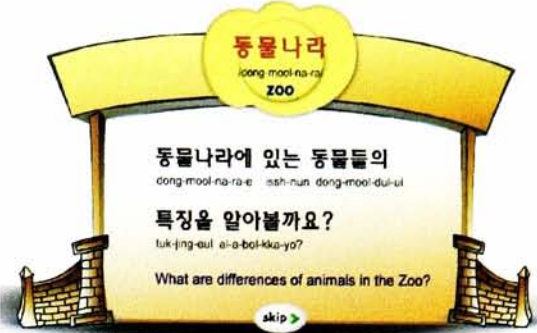 동물나라
dong-mool-na-ra
ZOO
동물나라에 있는 동물들의
dong-mool-na-ra-e issh-nun dong-mool-dul-ui
특징을 알아볼까요?
tuk-jing-eul al-a-bol-kka-yo?
What are differences of animals in the Zoo?
skip >